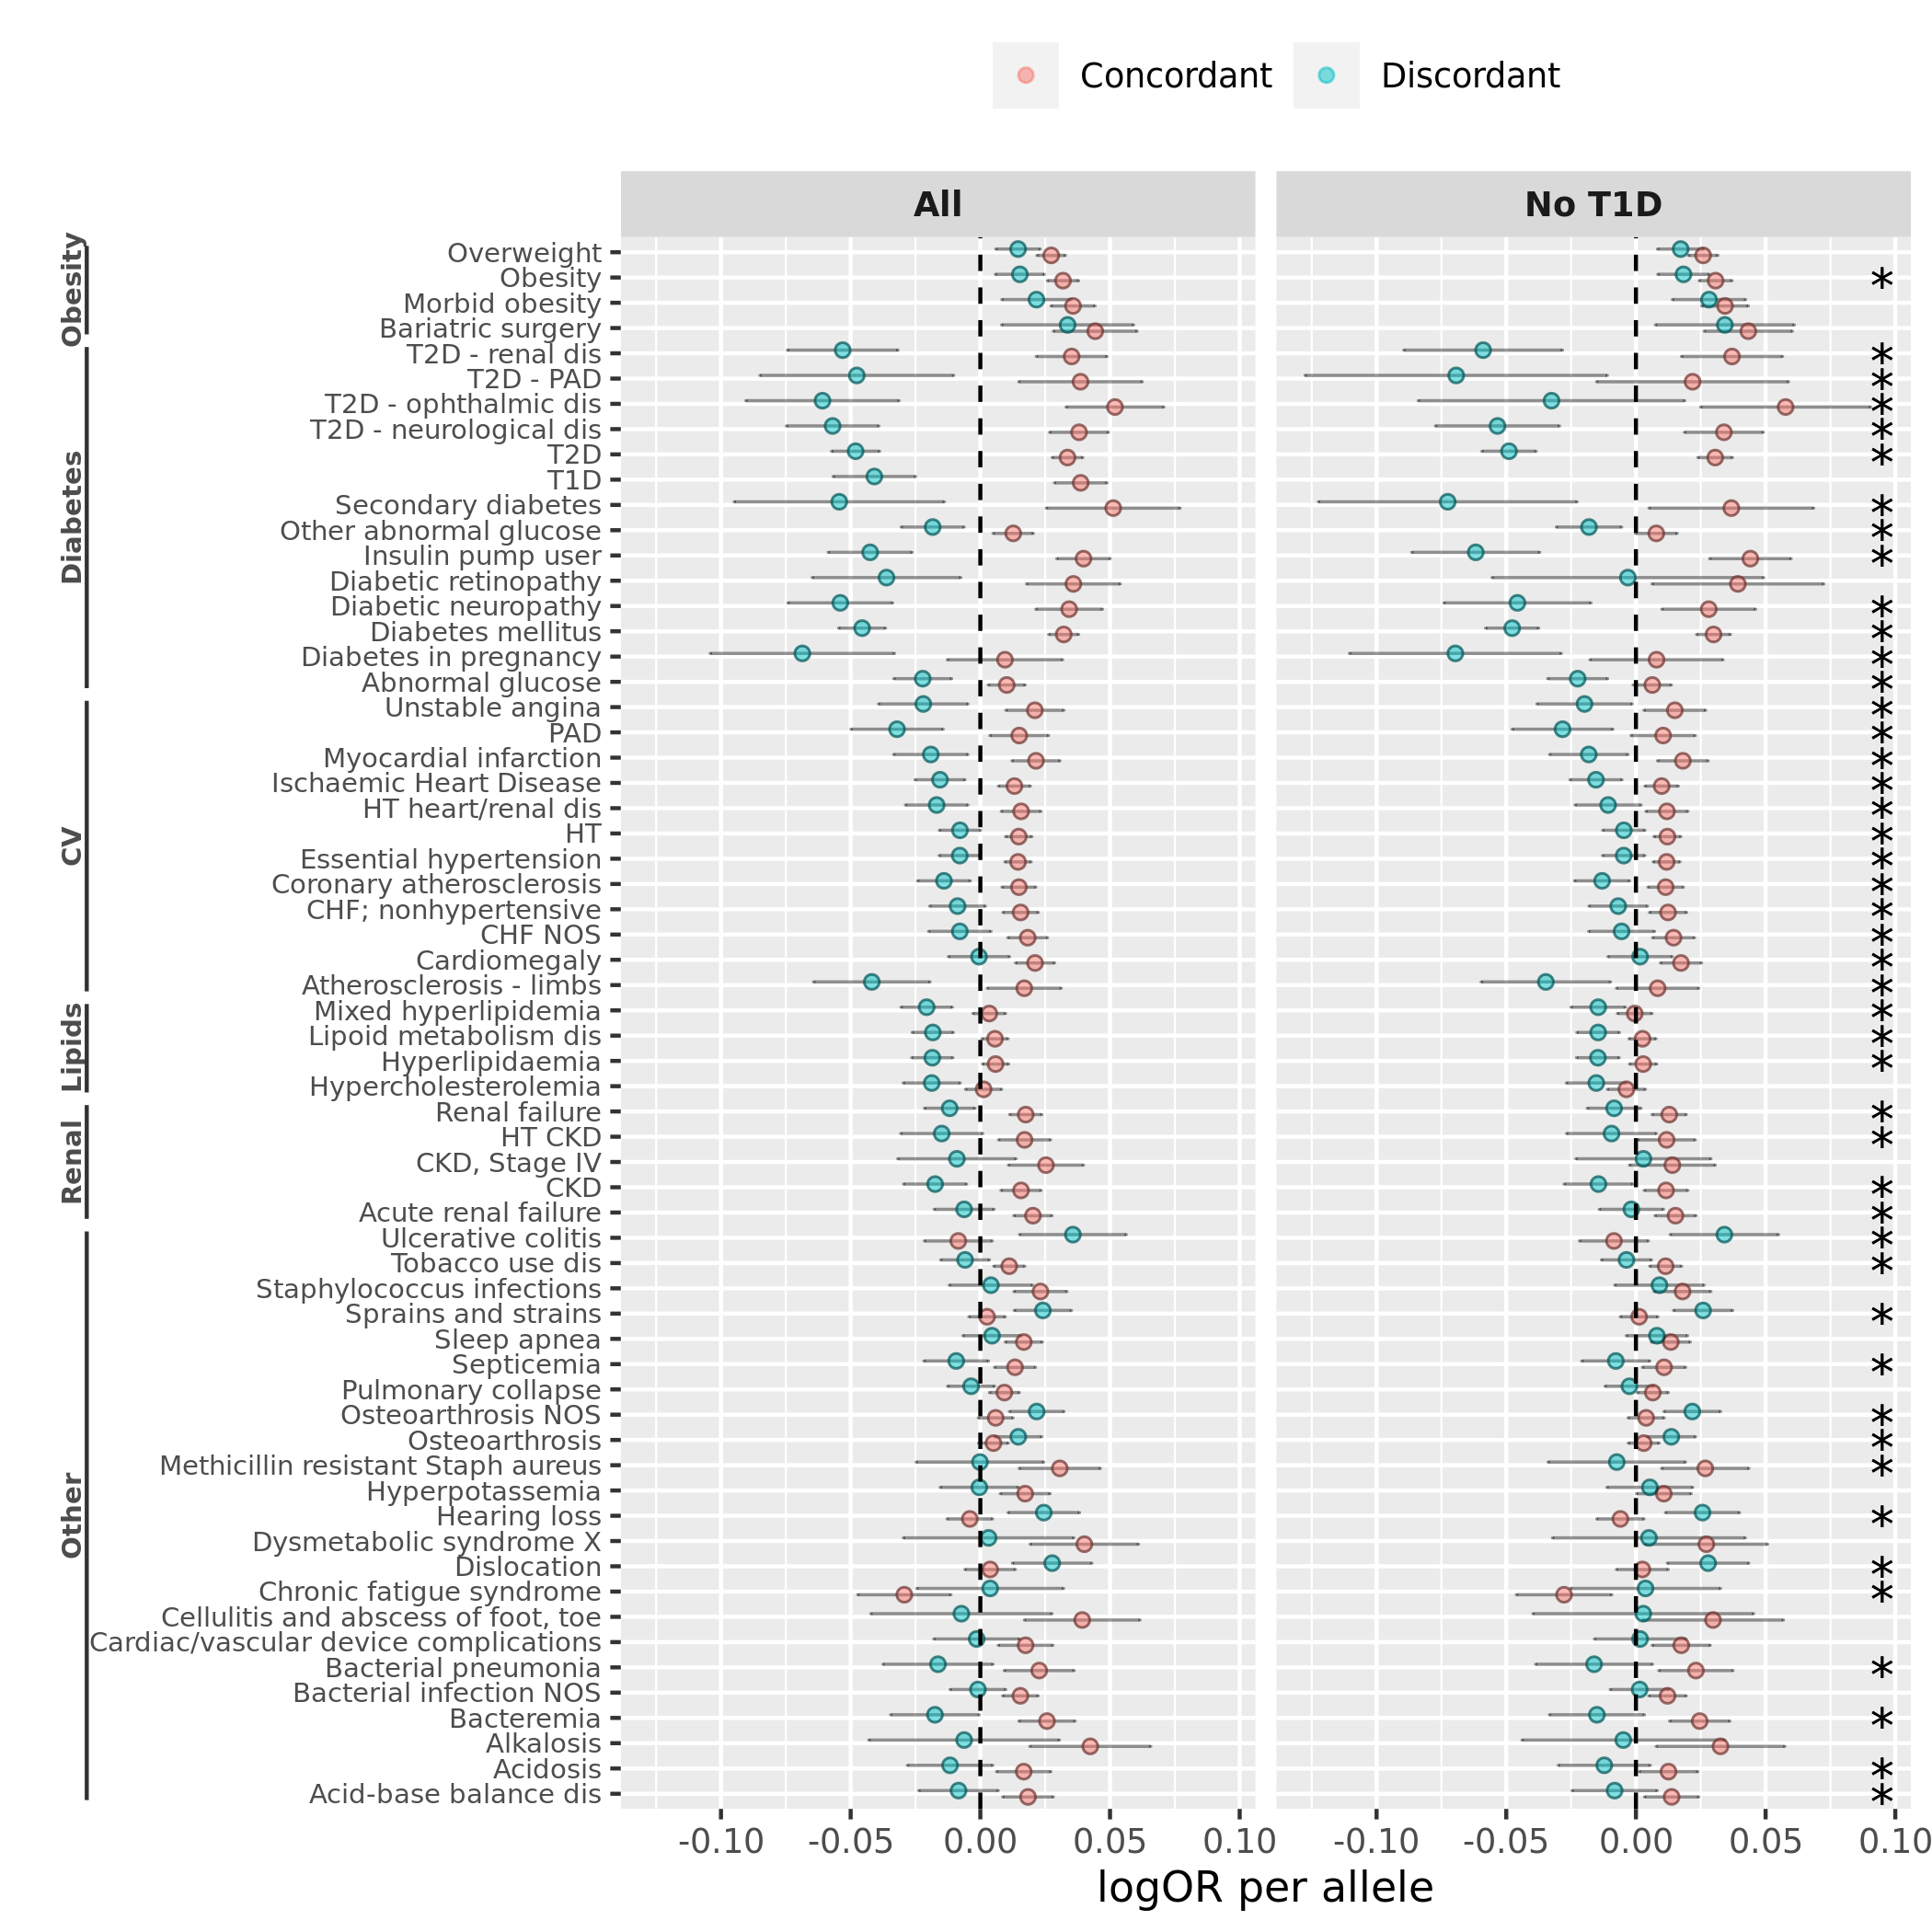 Concordant Discordant
All No T1D
Obesity
Overweight
Obesity *
Morbid obesity
Bariatric surgery
Diabetes
T2D - renal dis *
T2D - PAD *
T2D - ophthalmic dis *
T2D - neurological dis *
T2D *
T1D
Secondary diabetes *
Other abnormal glucose *
Insulin pump user *
Diabetic retinopathy
Diabetic neuropathy *
Diabetes mellitus *
Diabetes in pregnancy *
Abnormal glucose *
CV
Unstable angina *
PAD *
Myocardial infarction *
Ischaemic Heart Disease *
HT heart/renal dis *
HT *
Essential hypertension *
Coronary atherosclerosis *
CHF; nonhypertensive *
CHF NOS *
Cardiomegaly *
Atherosclerosis - limbs *
Lipids
Mixed hyperlipidemia *
Lipoid metabolism dis *
Hyperlipidaemia *
Hypercholesterolemia
Renal
Renal failure *
HT CKD *
CKD, Stage IV
CKD *
Acute renal failure *
Other
Ulcerative colitis *
Tobacco use dis *
Staphylococcus infections
Sprains and strains *
Sleep apnea
Septicemia *
Pulmonary collapse
Osteoarthrosis NOS *
Osteoarthrosis *
Methicillin resistant Staph aureus *
Hyperpotassemia
Hearing loss *
Dysmetabolic syndrome X
Dislocation *
Chronic fatigue syndrome *
Cellulitis and abscess of foot, toe
Cardiac/vascular device complications
Bacterial pneumonia *
Bacterial infection NOS
Bacteremia *
Alkalosis
Acidosis *
Acid-base balance dis *
-0.10 -0.05 0.00 0.05 0.10 -0.10 -0.05 0.00 0.05 0.10
logOR per allele